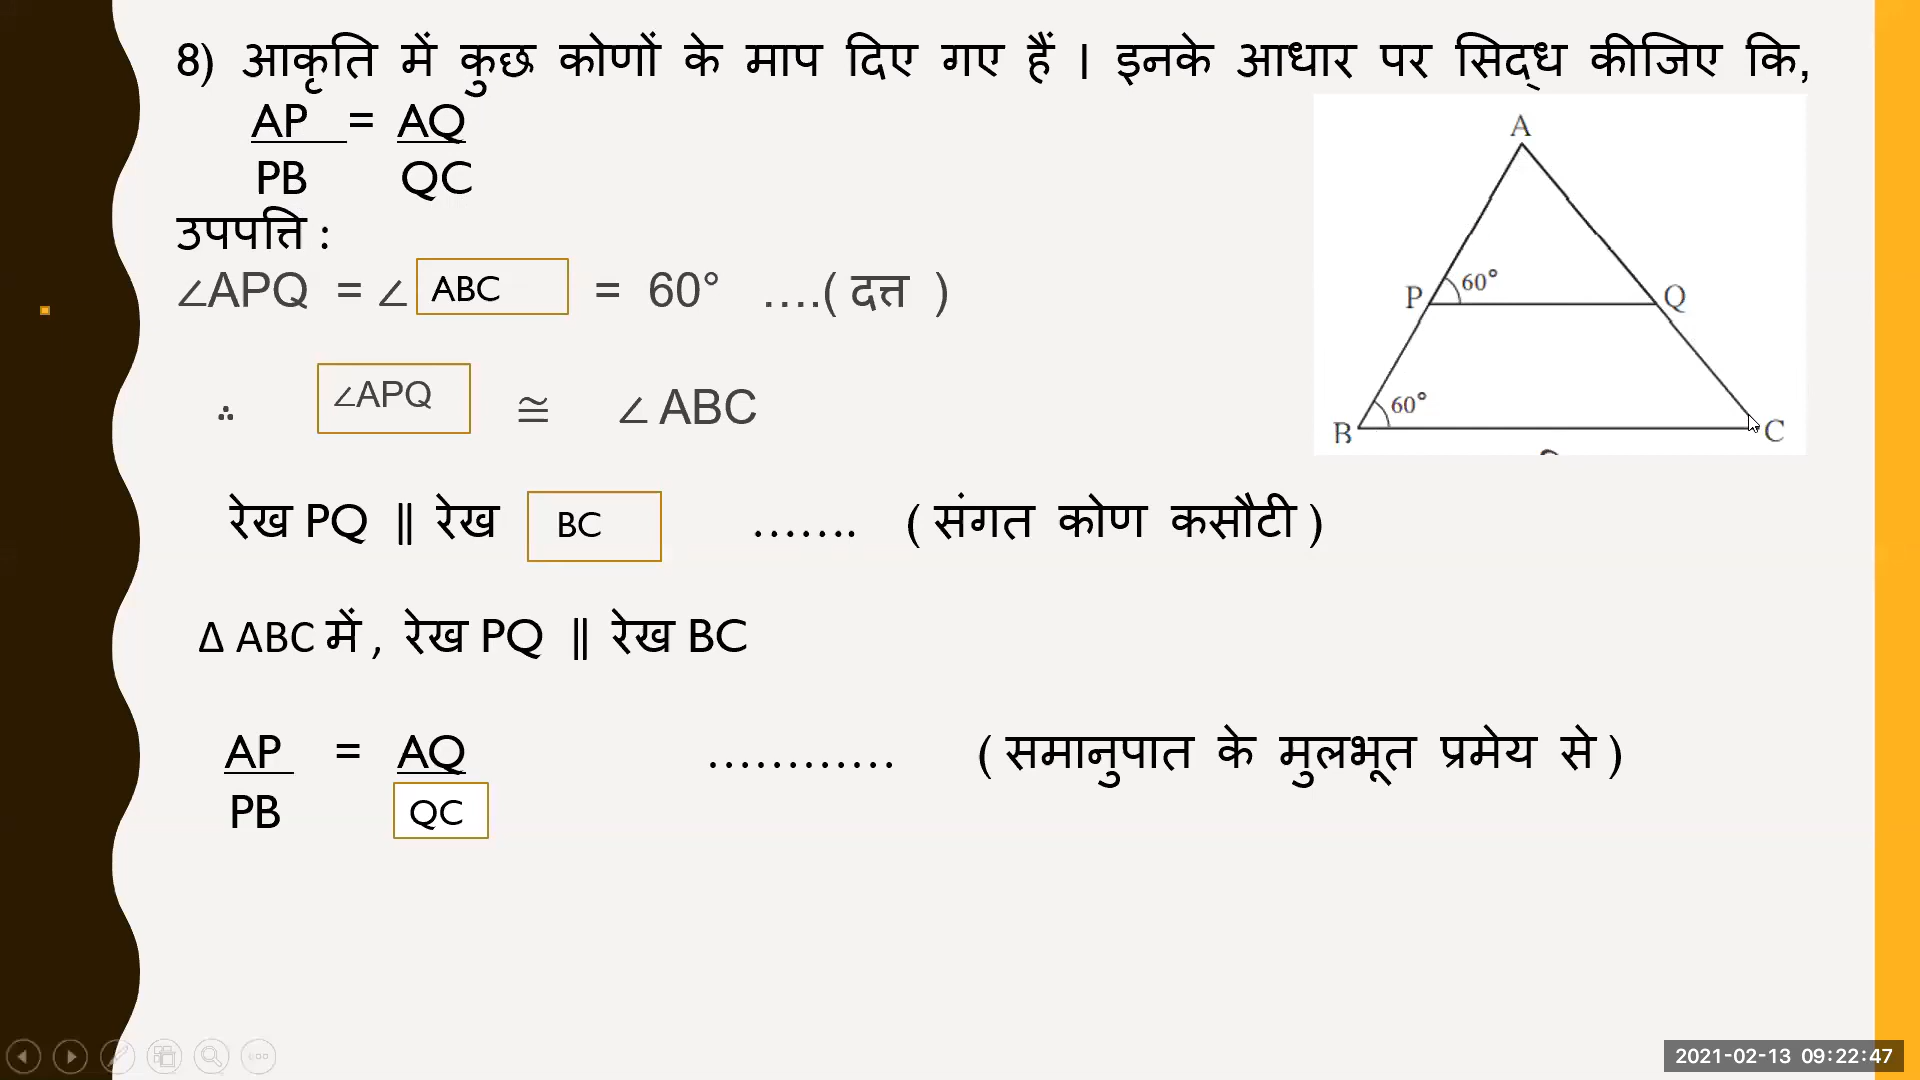 8) आकृति में कुछ कोणों के माप दिए गए हैं । इनके आधार पर सिद्ध कीजिए कि,
AP = AQ
PB QC
उपपत्ति :
∠APQ = ∠ ABC = 60° ....( दत्त )
∴ ∠APQ ≅ ∠ ABC
रेख PQ || रेख BC ....... ( संगत कोण कसौटी )
Δ ABC में , रेख PQ || रेख BC
AP = AQ ............ ( समानुपात के मुलभूत प्रमेय से )
PB QC
A
P 60° Q
B 60° C
2021-02-13 09:22:47